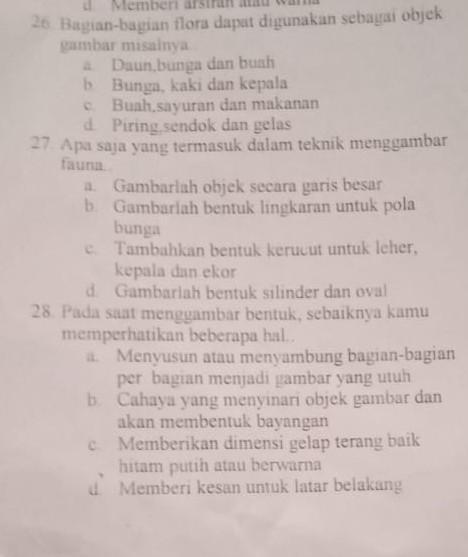 d. Memberi arsiran atau warna
26. Bagian-bagian flora dapat digunakan sebagai objek
gambar misalnya..
a. Daun,bunga dan buah
b. Bunga, kaki dan kepala
c. Buah,sayuran dan makanan
d. Piring,sendok dan gelas
27. Apa saja yang termasuk dalam teknik menggambar
fauna..
a. Gambarlah objek secara garis besar
b. Gambarlah bentuk lingkaran untuk pola
bunga
c. Tambahkan bentuk kerucut untuk leher,
kepala dan ekor
d. Gambarlah bentuk silinder dan oval
28. Pada saat menggambar bentuk, sebaiknya kamu
memperhatikan beberapa hal..
a. Menyusun atau menyambung bagian-bagian
per bagian menjadi gambar yang utuh
b. Cahaya yang menyinari objek gambar dan
akan membentuk bayangan
c. Memberikan dimensi gelap terang baik
hitam putih atau berwarna
d. Memberi kesan untuk latar belakang